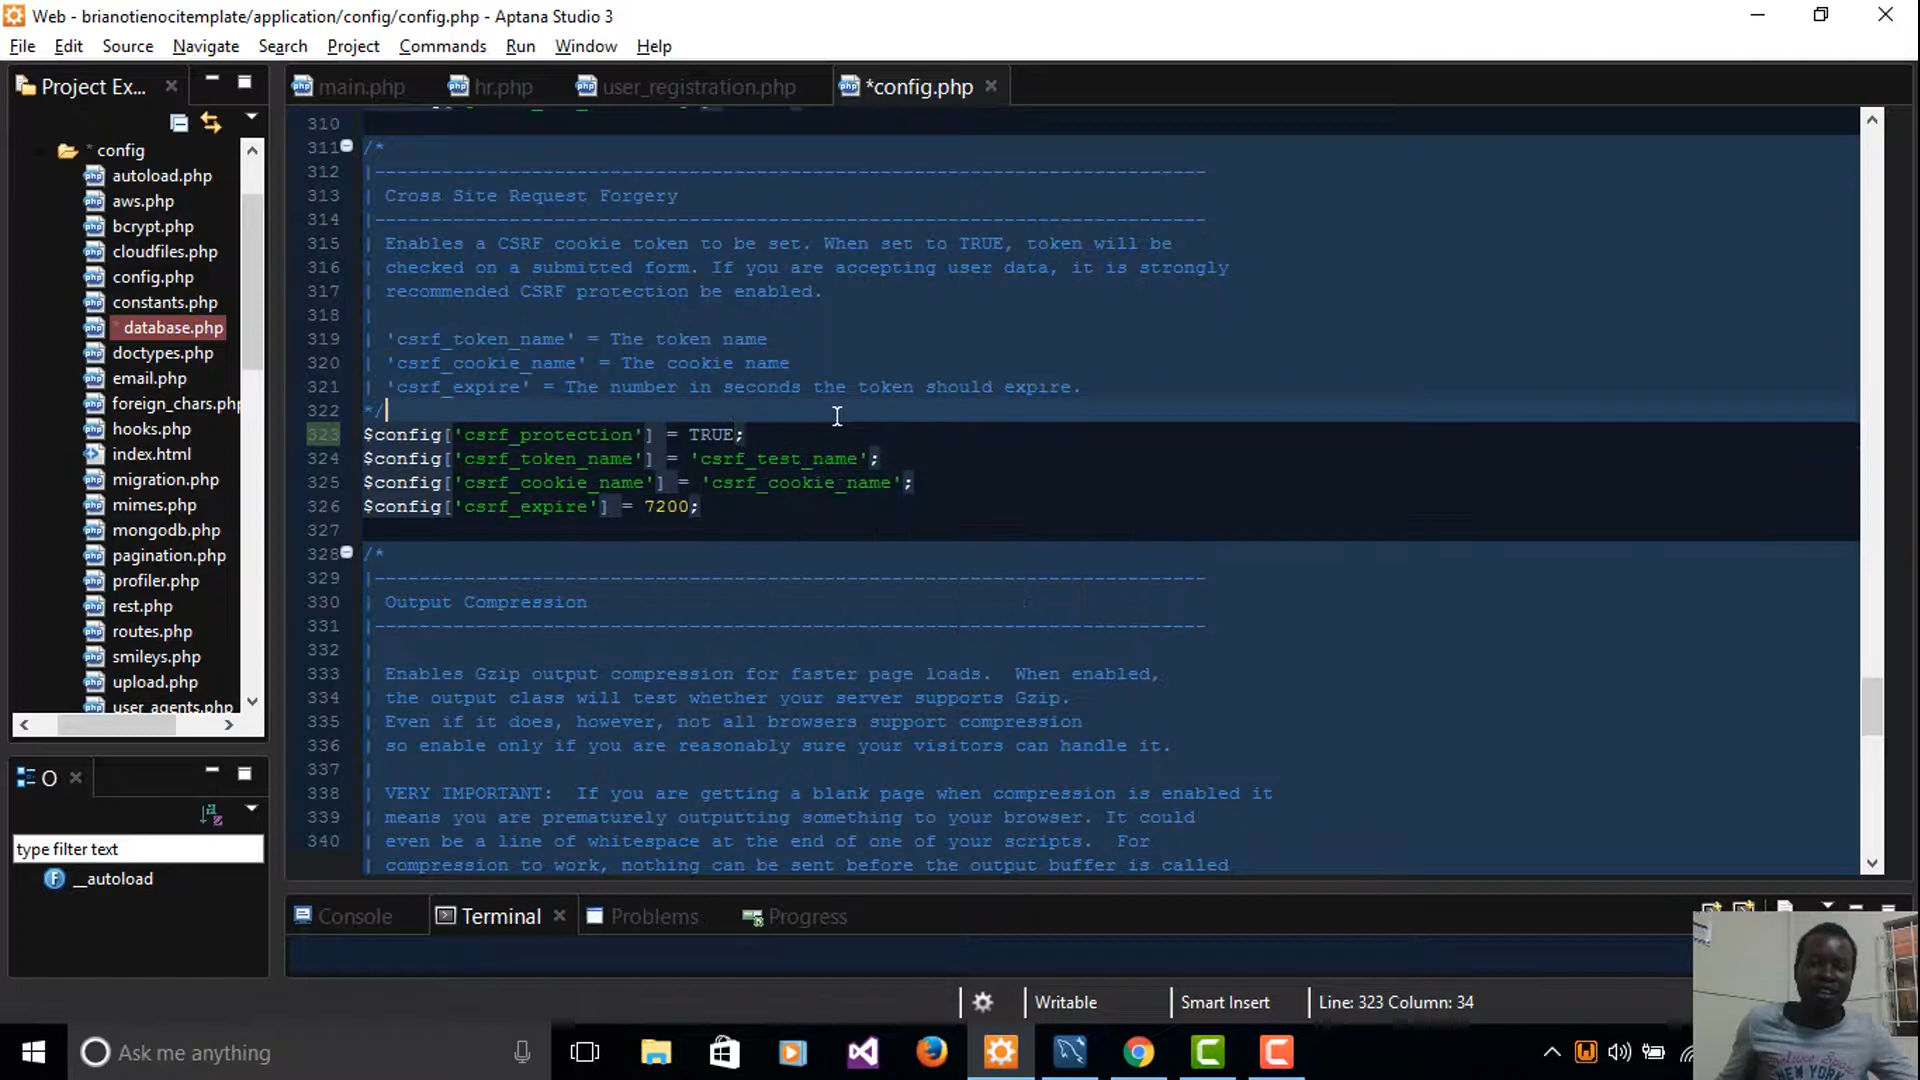 Web - brianotienocitemplate/application/config/config.php - Aptana Studio 3
File Edit Source Navigate Search Project Commands Run Window Help
Project Ex...
main.php
hr.php
user_registration.php
*config.php
* config
autoload.php
aws.php
bcrypt.php
cloudfiles.php
config.php
constants.php
* database.php
doctypes.php
email.php
foreign_chars.php
hooks.php
index.html
migration.php
mimes.php
mongodb.php
pagination.php
profiler.php
rest.php
routes.php
smileys.php
upload.php
user_agents.php
310
311 /*
312 |--------------------------------------------------------------------------
313 | Cross Site Request Forgery
314 |--------------------------------------------------------------------------
315 | Enables a CSRF cookie token to be set. When set to TRUE, token will be
316 | checked on a submitted form. If you are accepting user data, it is strongly
317 | recommended CSRF protection be enabled.
318 |
319 | 'csrf_token_name' = The token name
320 | 'csrf_cookie_name' = The cookie name
321 | 'csrf_expire' = The number in seconds the token should expire.
322 */
323 $config['csrf_protection'] = TRUE;
324 $config['csrf_token_name'] = 'csrf_test_name';
325 $config['csrf_cookie_name'] = 'csrf_cookie_name';
326 $config['csrf_expire'] = 7200;
327
328 /*
329 |--------------------------------------------------------------------------
330 | Output Compression
331 |--------------------------------------------------------------------------
332 |
333 | Enables Gzip output compression for faster page loads.  When enabled,
334 | the output class will test whether your server supports Gzip.
335 | Even if it does, however, not all browsers support compression
336 | so enable only if you are reasonably sure your visitors can handle it.
337 |
338 | VERY IMPORTANT:  If you are getting a blank page when compression is enabled it
339 | means you are prematurely outputting something to your browser. It could
340 | even be a line of whitespace at the end of one of your scripts.  For
| compression to work, nothing can be sent before the output buffer is called
O
type filter text
__autoload
Console
Terminal
Problems
Progress
Writable
Smart Insert
Line: 323 Column: 34
Ask me anything
NEW YORK